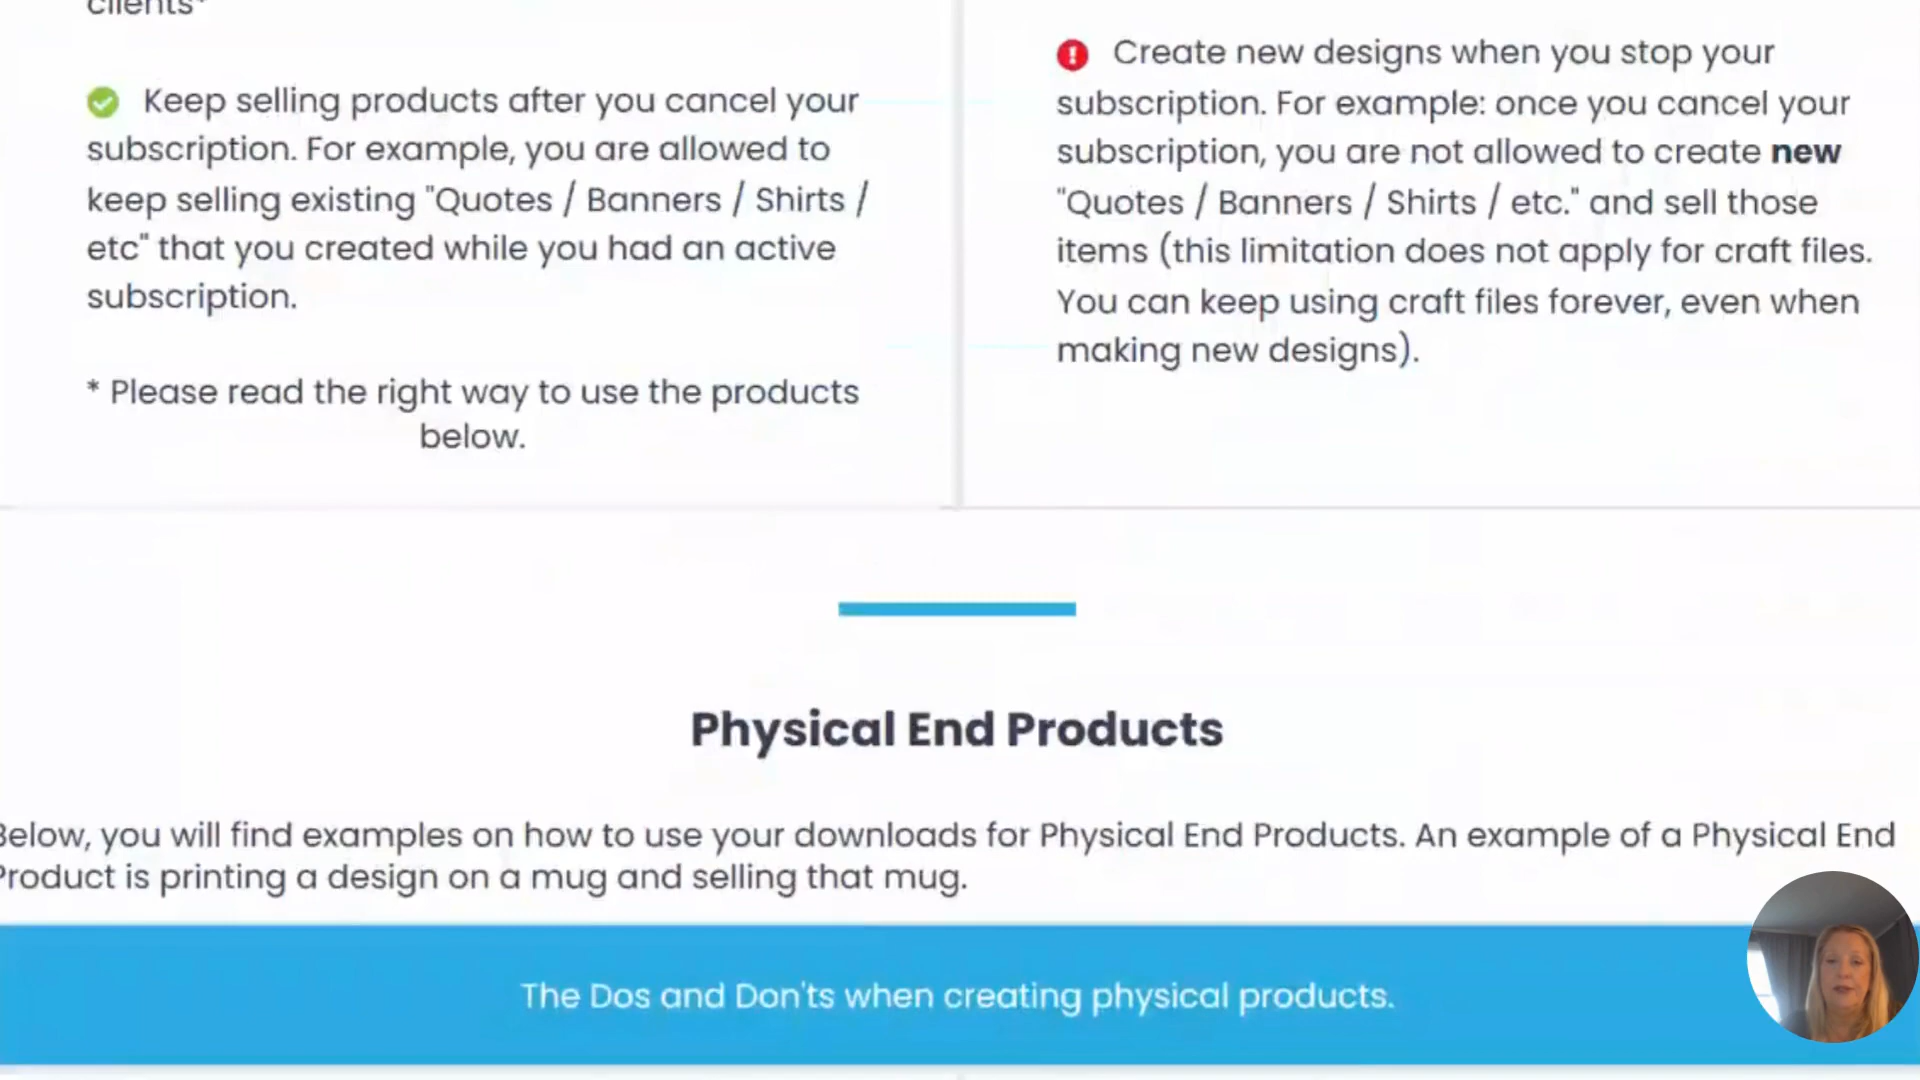 clients*
Keep selling products after you cancel your
subscription. For example, you are allowed to
keep selling existing "Quotes / Banners / Shirts /
etc" that you created while you had an active
subscription.
* Please read the right way to use the products
below.
Create new designs when you stop your
subscription. For example: once you cancel your
subscription, you are not allowed to create new
"Quotes / Banners / Shirts / etc." and sell those
items (this limitation does not apply for craft files.
You can keep using craft files forever, even when
making new designs).
Physical End Products
Below, you will find examples on how to use your downloads for Physical End Products. An example of a Physical End
Product is printing a design on a mug and selling that mug.
The Dos and Don'ts when creating physical products.